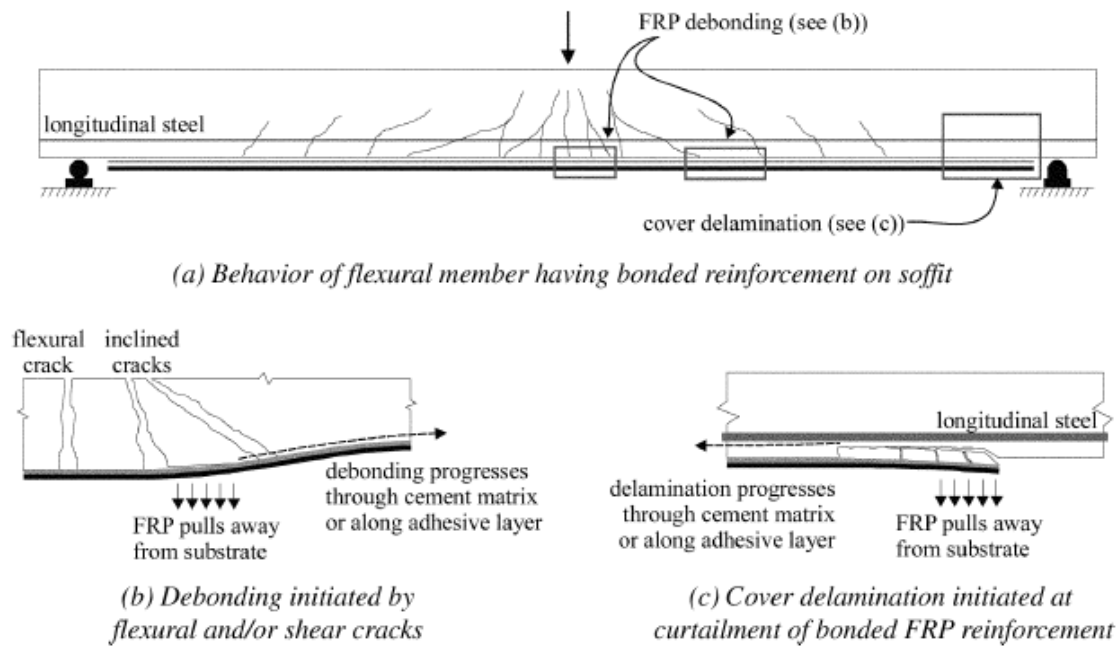 FRP debonding (see (b))
longitudinal steel
cover delamination (see (c))
(a) Behavior of flexural member having bonded reinforcement on soffit
flexural
crack
inclined
cracks
debonding progresses
through cement matrix
or along adhesive layer
FRP pulls away
from substrate
(b) Debonding initiated by
flexural and/or shear cracks
longitudinal steel
delamination progresses
through cement matrix
or along adhesive layer
FRP pulls away
from substrate
(c) Cover delamination initiated at
curtailment of bonded FRP reinforcement